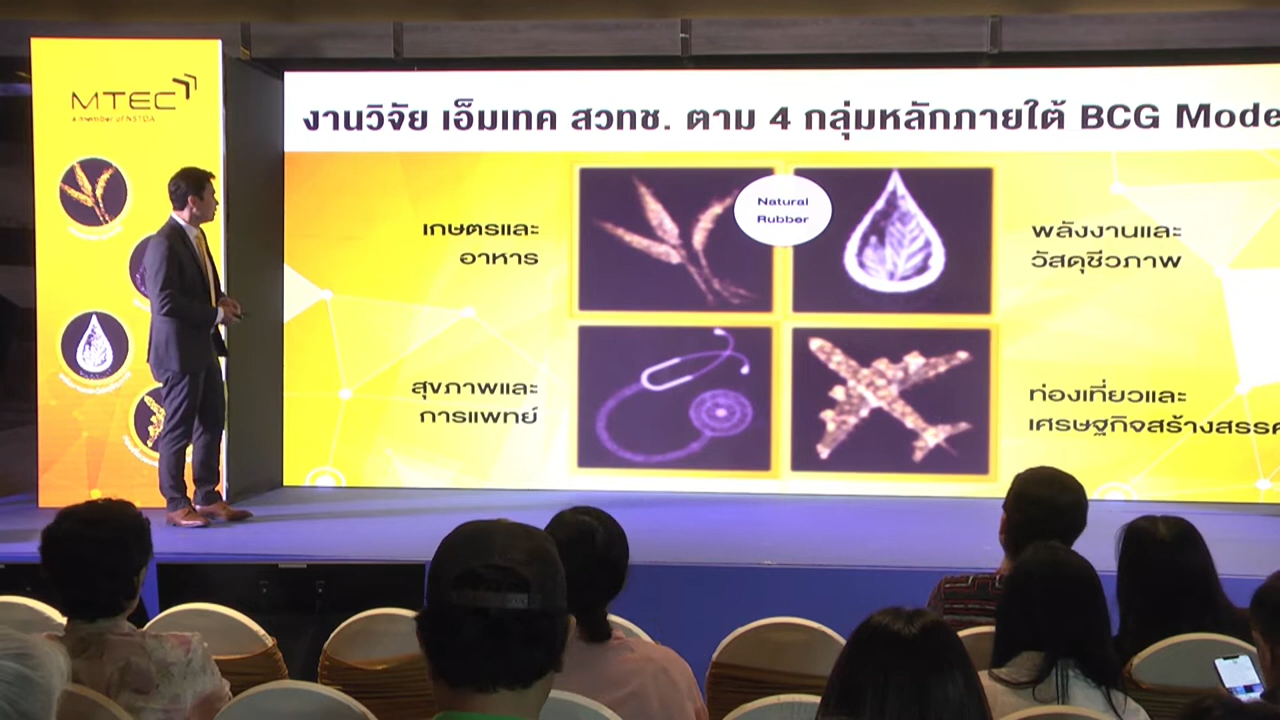 MTEC
a member of NSTDA
งานวิจัย เอ็มเทค สวทช. ตาม 4 กลุ่มหลักภายใต้ BCG Mode
Natural
Rubber
เกษตรและ
อาหาร
พลังงานและ
วัสดุชีวภาพ
สุขภาพและ
การแพทย์
ท่องเที่ยวและ
เศรษฐกิจสร้างสรรค